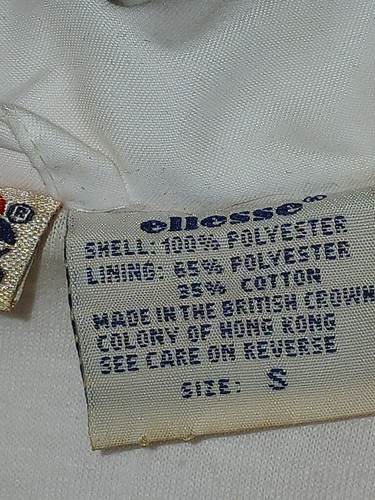 ®
ellesse
SHELL: 100% POLYESTER
LINING: 65% POLYESTER
35% COTTON
MADE IN THE BRITISH CROWN
COLONY OF HONG KONG
SEE CARE ON REVERSE
SIZE: S